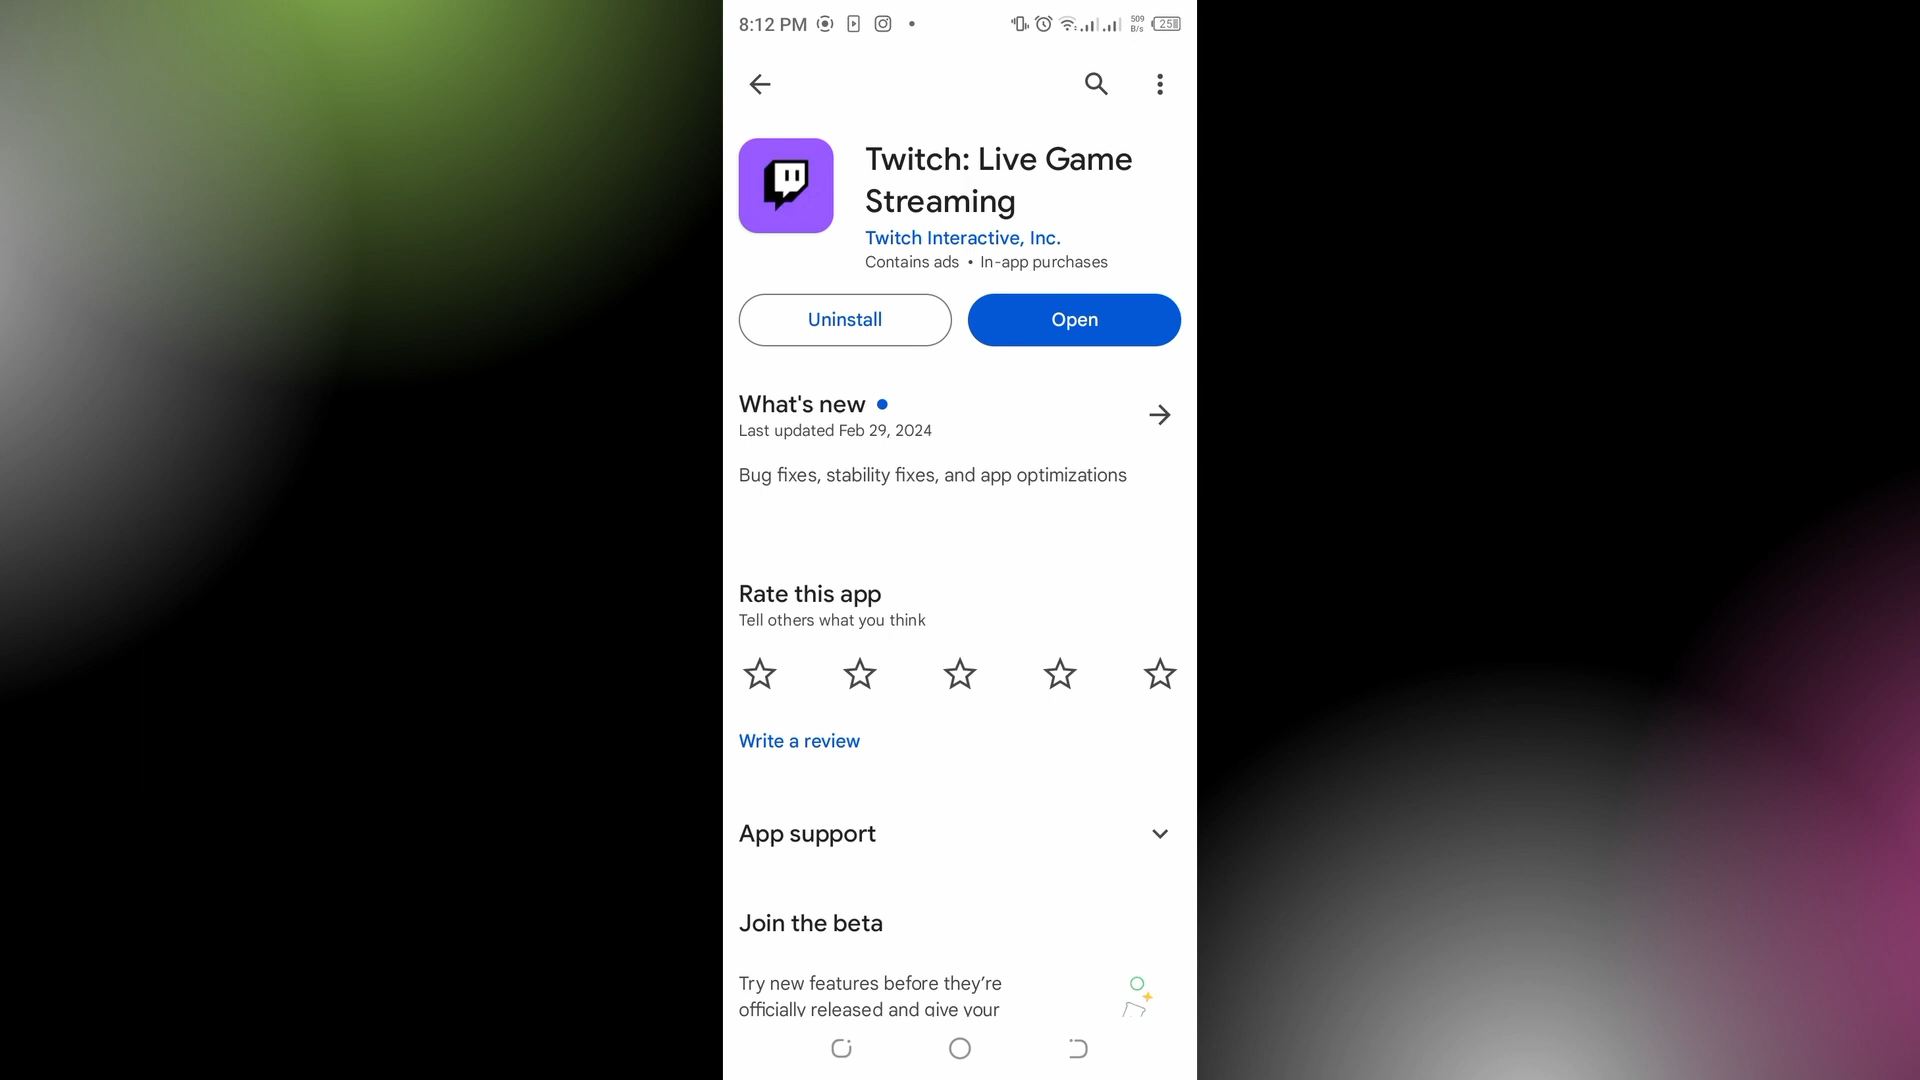 8:12 PM
509
B/s
25
Twitch: Live Game
Streaming
Twitch Interactive, Inc.
Contains ads • In-app purchases
Uninstall
Open
What's new
Last updated Feb 29, 2024
Bug fixes, stability fixes, and app optimizations
Rate this app
Tell others what you think
Write a review
App support
Join the beta
Try new features before they’re
officially released and give your